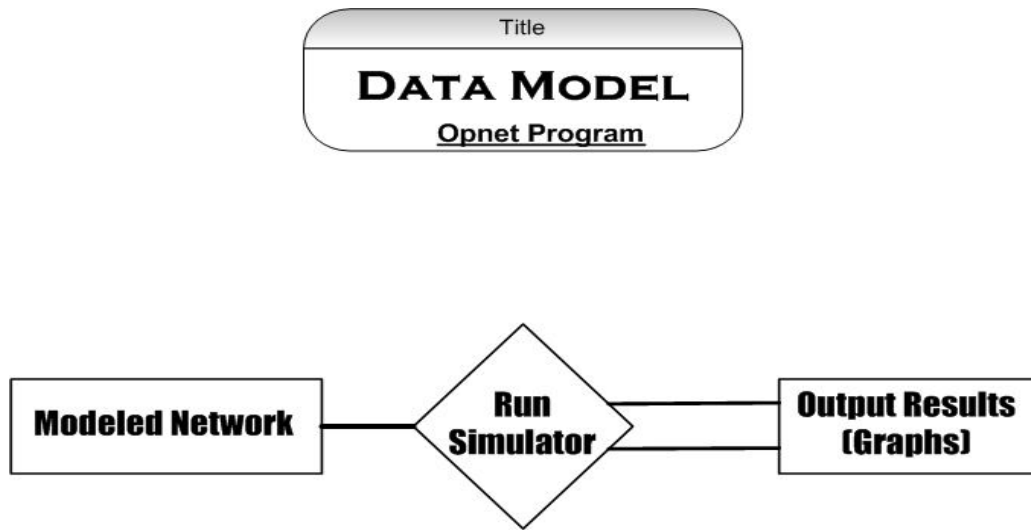 Title
DATA MODEL
Opnet Program
Modeled Network
Run
Simulator
Output Results
(Graphs)